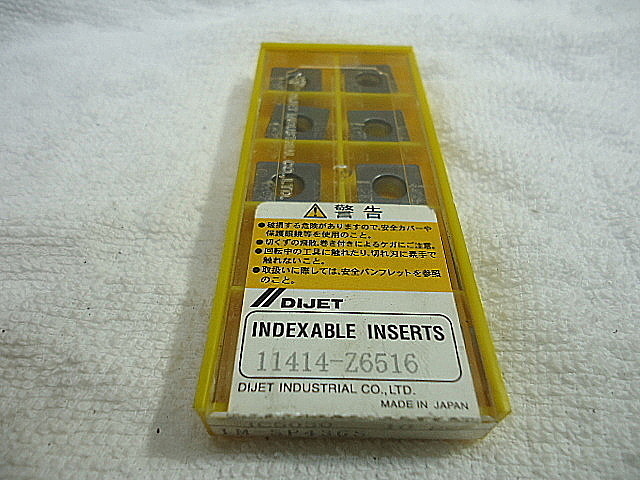 警告
●破損する危険がありますので、安全カバーや
保護眼鏡等を使用のこと。
●切くずの飛散、巻き付きによるケガにご注意。
●回転中の工具に触れたり、切れ刃に素手で
触れないこと。
●取扱いに際しては、安全パンフレットを参照
のこと。
DIJET
INDEXABLE INSERTS
11414-Z6516
DIJET INDUSTRIAL CO.,LTD.
MADE IN JAPAN